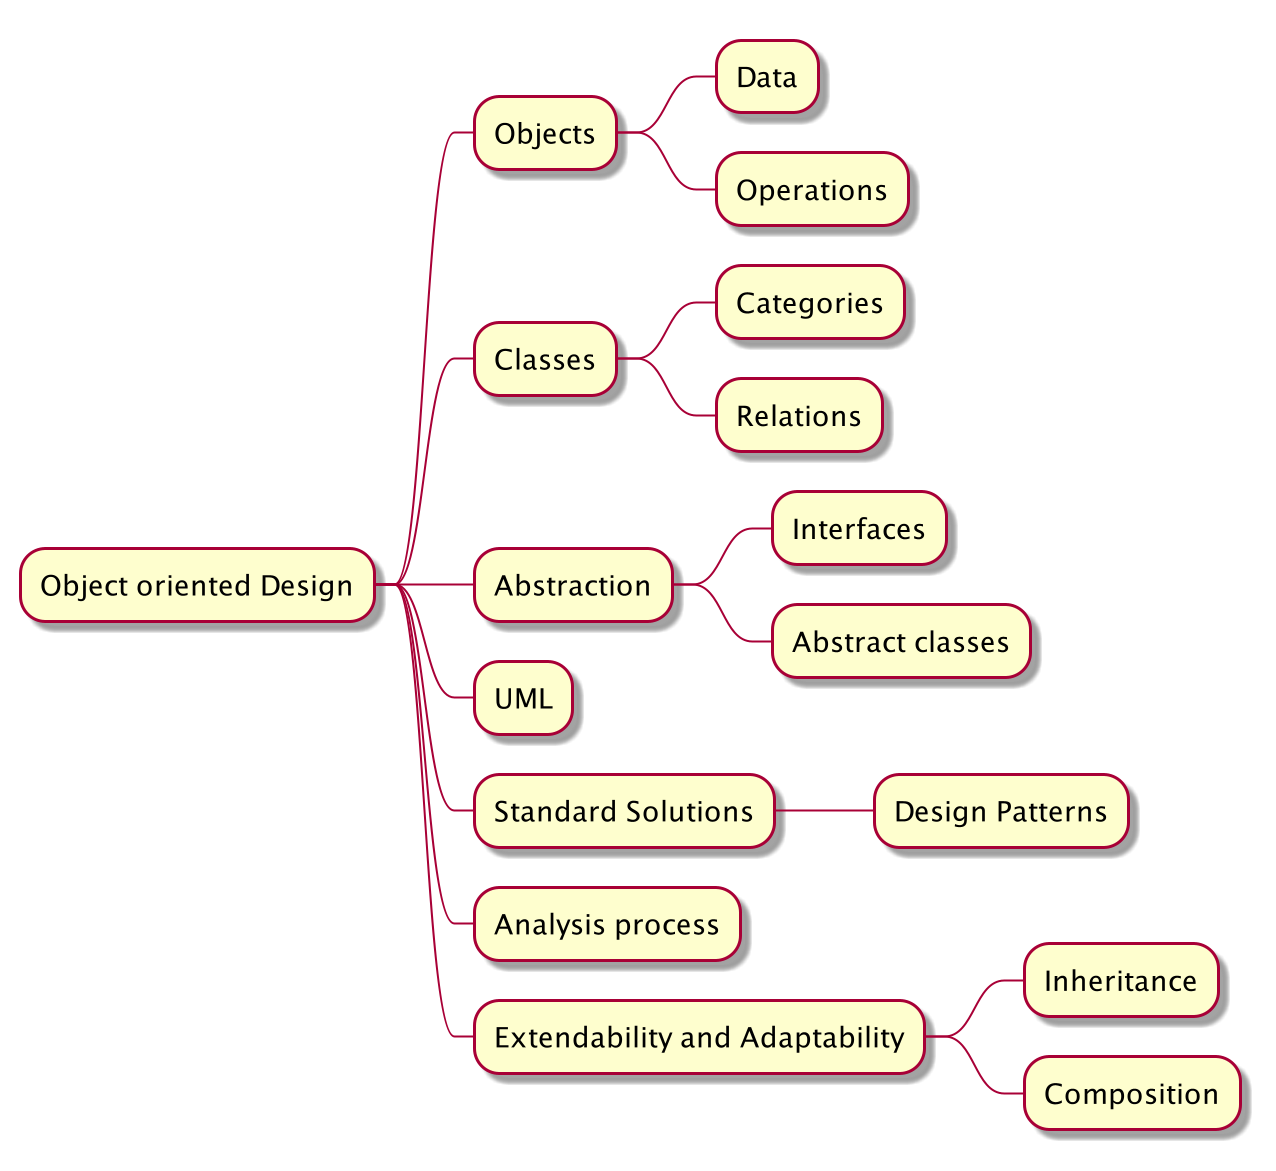 Object oriented Design
Objects
Data
Operations
Classes
Categories
Relations
Abstraction
Interfaces
Abstract classes
UML
Standard Solutions
Design Patterns
Analysis process
Extendability and Adaptability
Inheritance
Composition